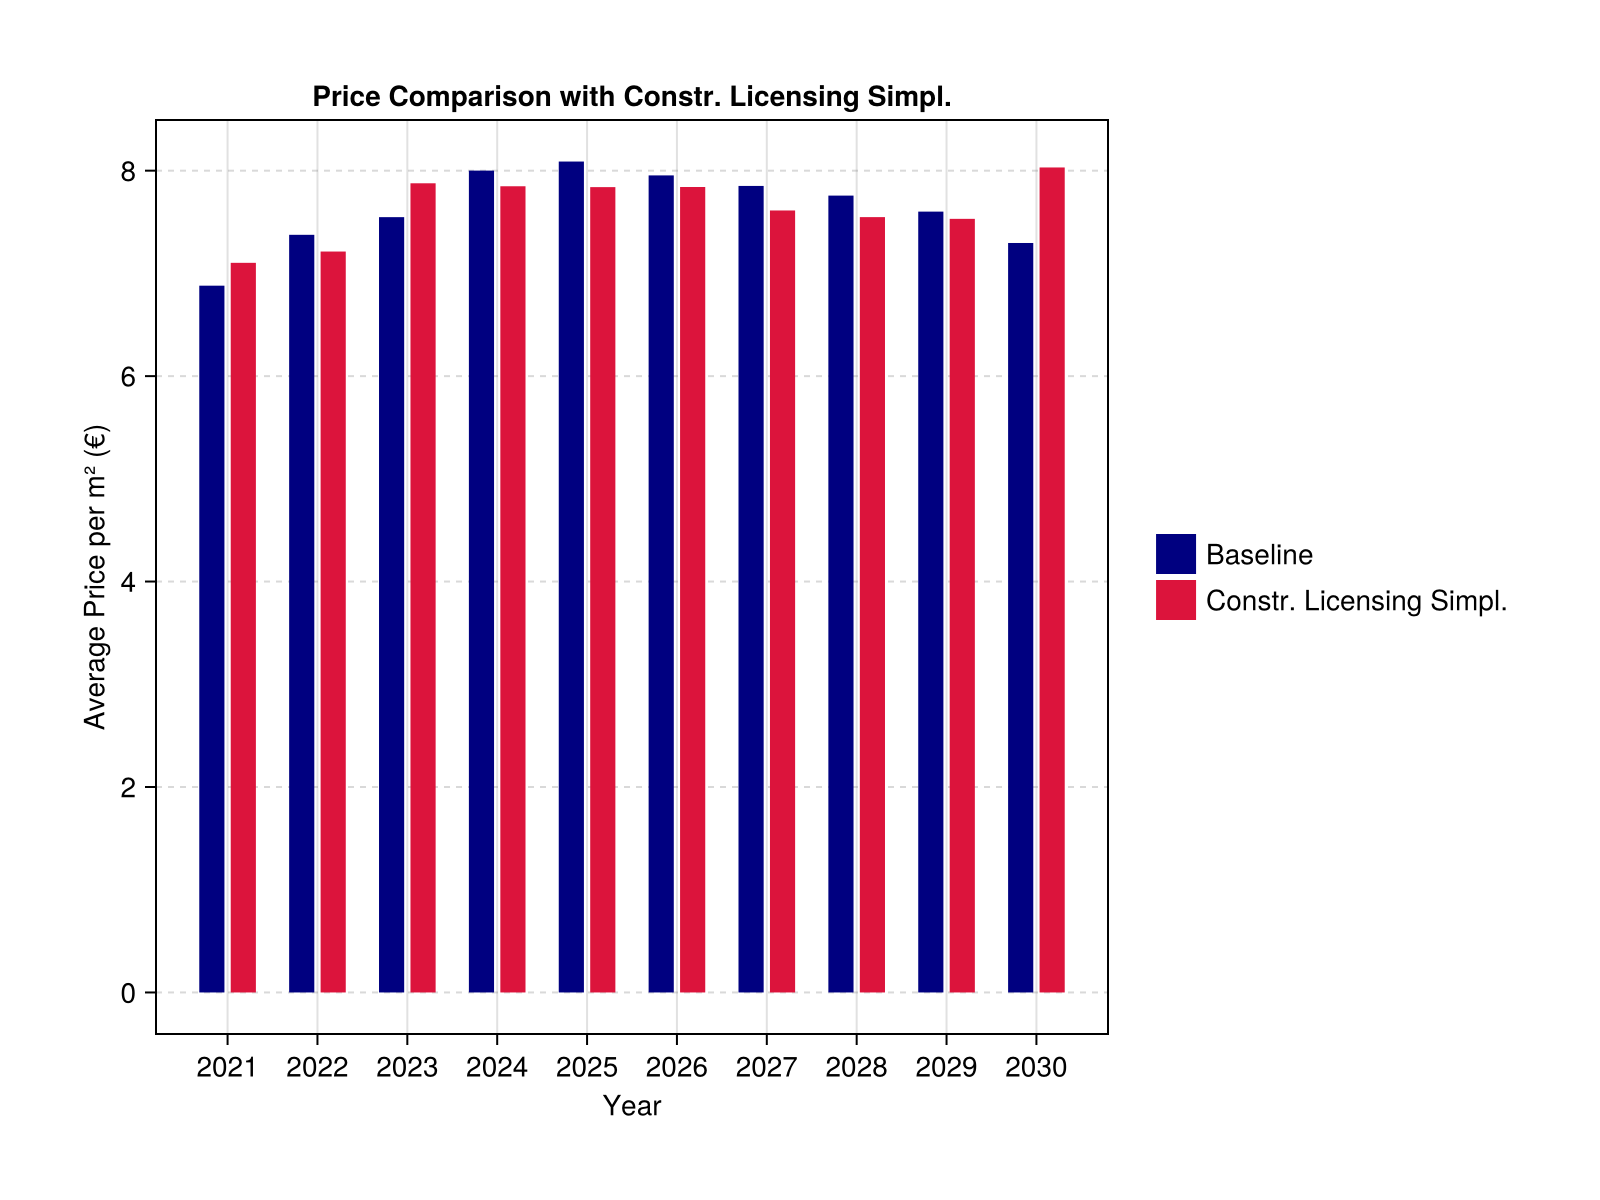 Price Comparison with Constr. Licensing Simpl.
8
6
4
2
0
Average Price per m² (€)
2021 2022 2023 2024 2025 2026 2027 2028 2029 2030
Year
Baseline
Constr. Licensing Simpl.